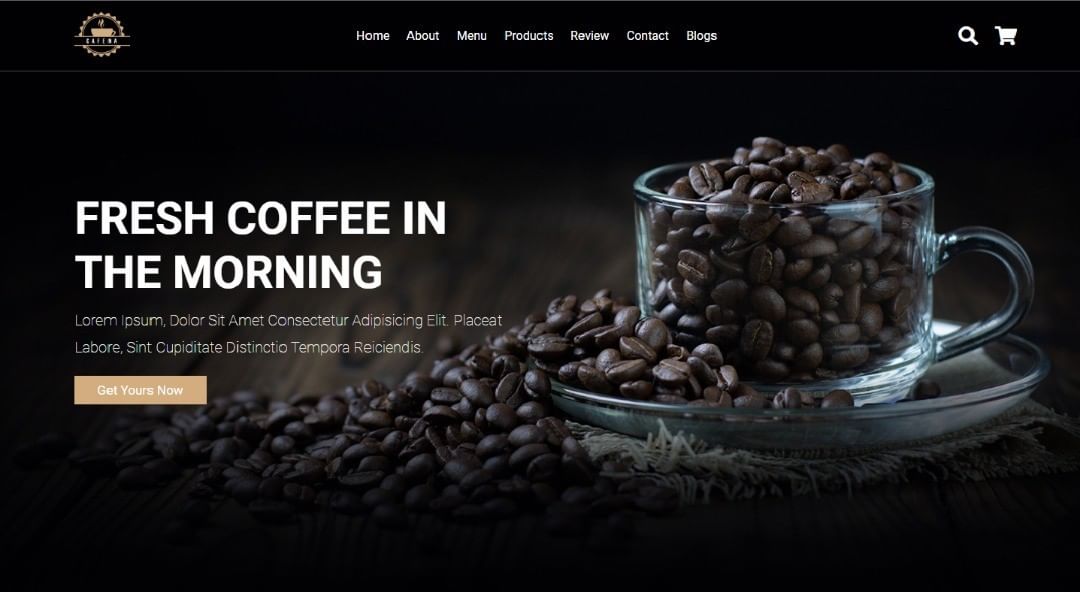 CAFENA
Home About Menu Products Review Contact Blogs
FRESH COFFEE IN
THE MORNING
Lorem Ipsum, Dolor Sit Amet Consectetur Adipisicing Elit. Placeat
Labore, Sint Cupiditate Distinctio Tempora Reiciendis.
Get Yours Now